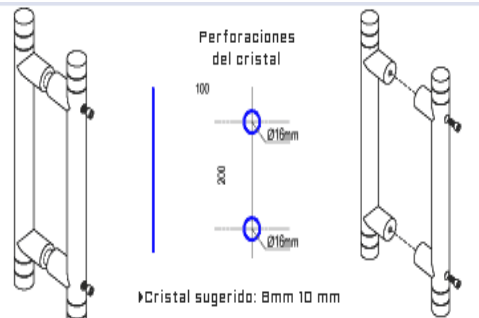 Perforaciones
del cristal
100
Ø16mm
200
Ø16mm
Cristal sugerido: 8mm 10 mm